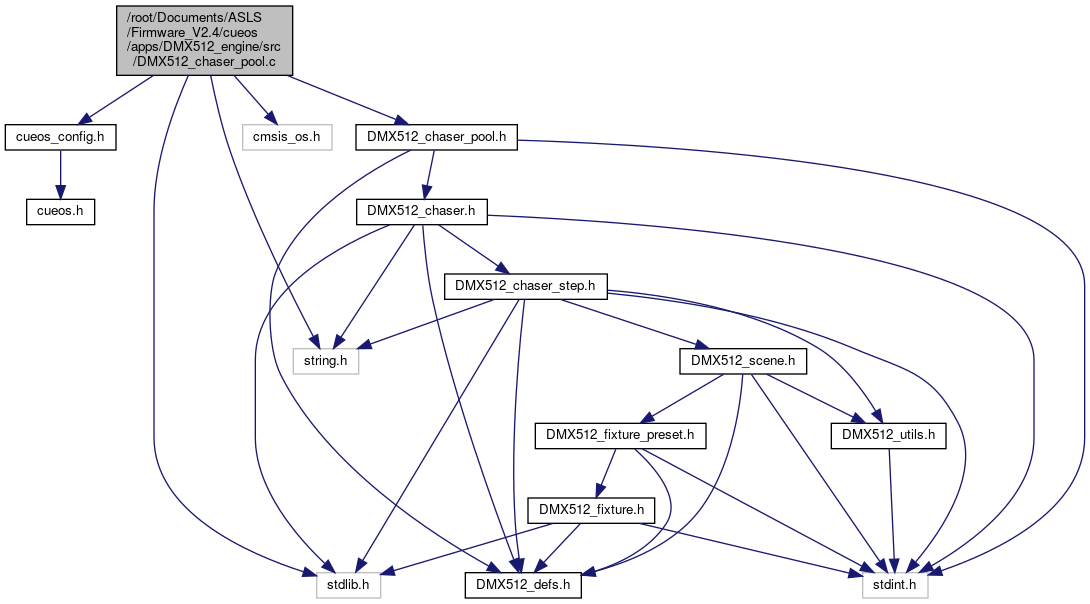 /root/Documents/ASLS
/Firmware_V2.4/cueos
/apps/DMX512_engine/src
/DMX512_chaser_pool.c
cueos_config.h
cmsis_os.h
DMX512_chaser_pool.h
cueos.h
DMX512_chaser.h
DMX512_chaser_step.h
string.h
DMX512_scene.h
DMX512_fixture_preset.h
DMX512_utils.h
DMX512_fixture.h
stdlib.h
DMX512_defs.h
stdint.h